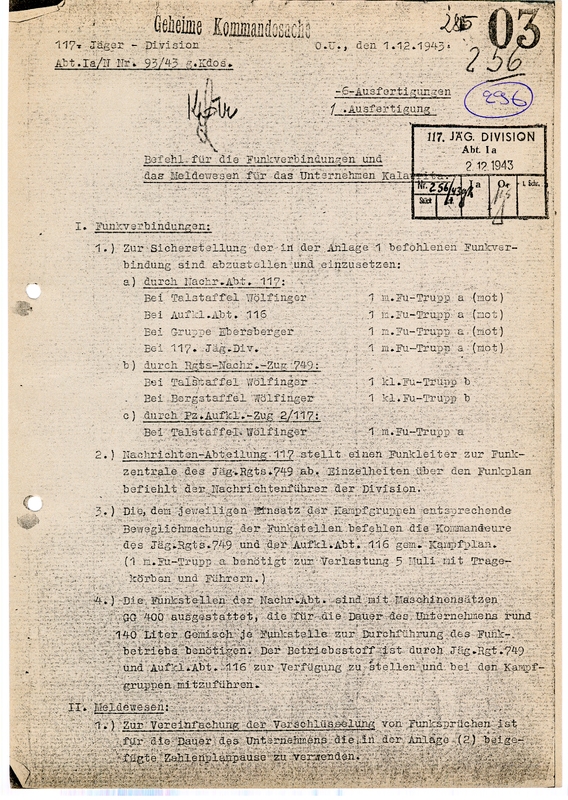 Geheime Kommandosache
285
03
117. Jäger - Division
O.U., den 1.12.1943.
Abt.Ia/N Nr. 93/43 g.Kdos.
256
-6-Ausfertigungen
1 .Ausfertigung
296
117. JÄG. DIVISION
Abt. Ia
2.12.1943
Befehl für die Funkverbindungen und
das Meldewesen für das Unternehmen Kalavrita.
Nr. 256/43
I. Funkverbindungen:
1.) Zur Sicherstellung der in der Anlage 1 befohlenen Funkver-
bindung sind abzustellen und einzusetzen:
a) durch Nachr.Abt. 117:
Bei Talstaffel Wölfinger 1 m.Fu-Trupp a (mot)
Bei Aufkl.Abt. 116 1 m.Fu-Trupp a (mot)
Bei Gruppe Ebersberger 1 m.Fu-Trupp a (mot)
Bei 117. Jäg.Div. 1 m.Fu-Trupp a (mot)
b) durch Rgts-Nachr.-Zug 749:
Bei Talstaffel Wölfinger 1 kl.Fu-Trupp b
Bei Bergstaffel Wölfinger 1 kl.Fu-Trupp b
c) durch Pz.Aufkl.-Zug 2/117:
Bei Talstaffel Wölfinger 1 m.Fu-Trupp a
2.) Nachrichten-Abteilung 117 stellt einen Funkleiter zur Funk-
zentrale des Jäg.Rgts.749 ab. Einzelheiten über den Funkplan
befiehlt der Nachrichtenführer der Division.
3.) Die, dem jeweiligen Einsatz der Kampfgruppen entsprechende
Beweglichmachung der Funkstellen befehlen die Kommandeure
des Jäg.Rgts.749 und der Aufkl.Abt. 116 gem. Kampfplan.
(1 m.Fu-Trupp a benötigt zur Verlastung 5 Muli mit Trage-
körben und Führern.)
4.) Die Funkstellen der Nachr.Abt. sind mit Maschinensätzen
GG 400 ausgestattet, die für die Dauer des Unternehmens rund
140 Liter Gemisch je Funkstelle zur Durchführung des Funk-
betriebs benötigen. Der Betriebsstoff ist durch Jäg.Rgt.749
und Aufkl.Abt. 116 zur Verfügung zu stellen und bei den Kampf-
gruppen mitzuführen.
II. Meldewesen:
1.) Zur Vereinfachung der Verschlüsselung von Funksprüchen ist
für die Dauer des Unternehmens die in der Anlage (2) beige-
fügte Zahlenplanpause zu verwenden.